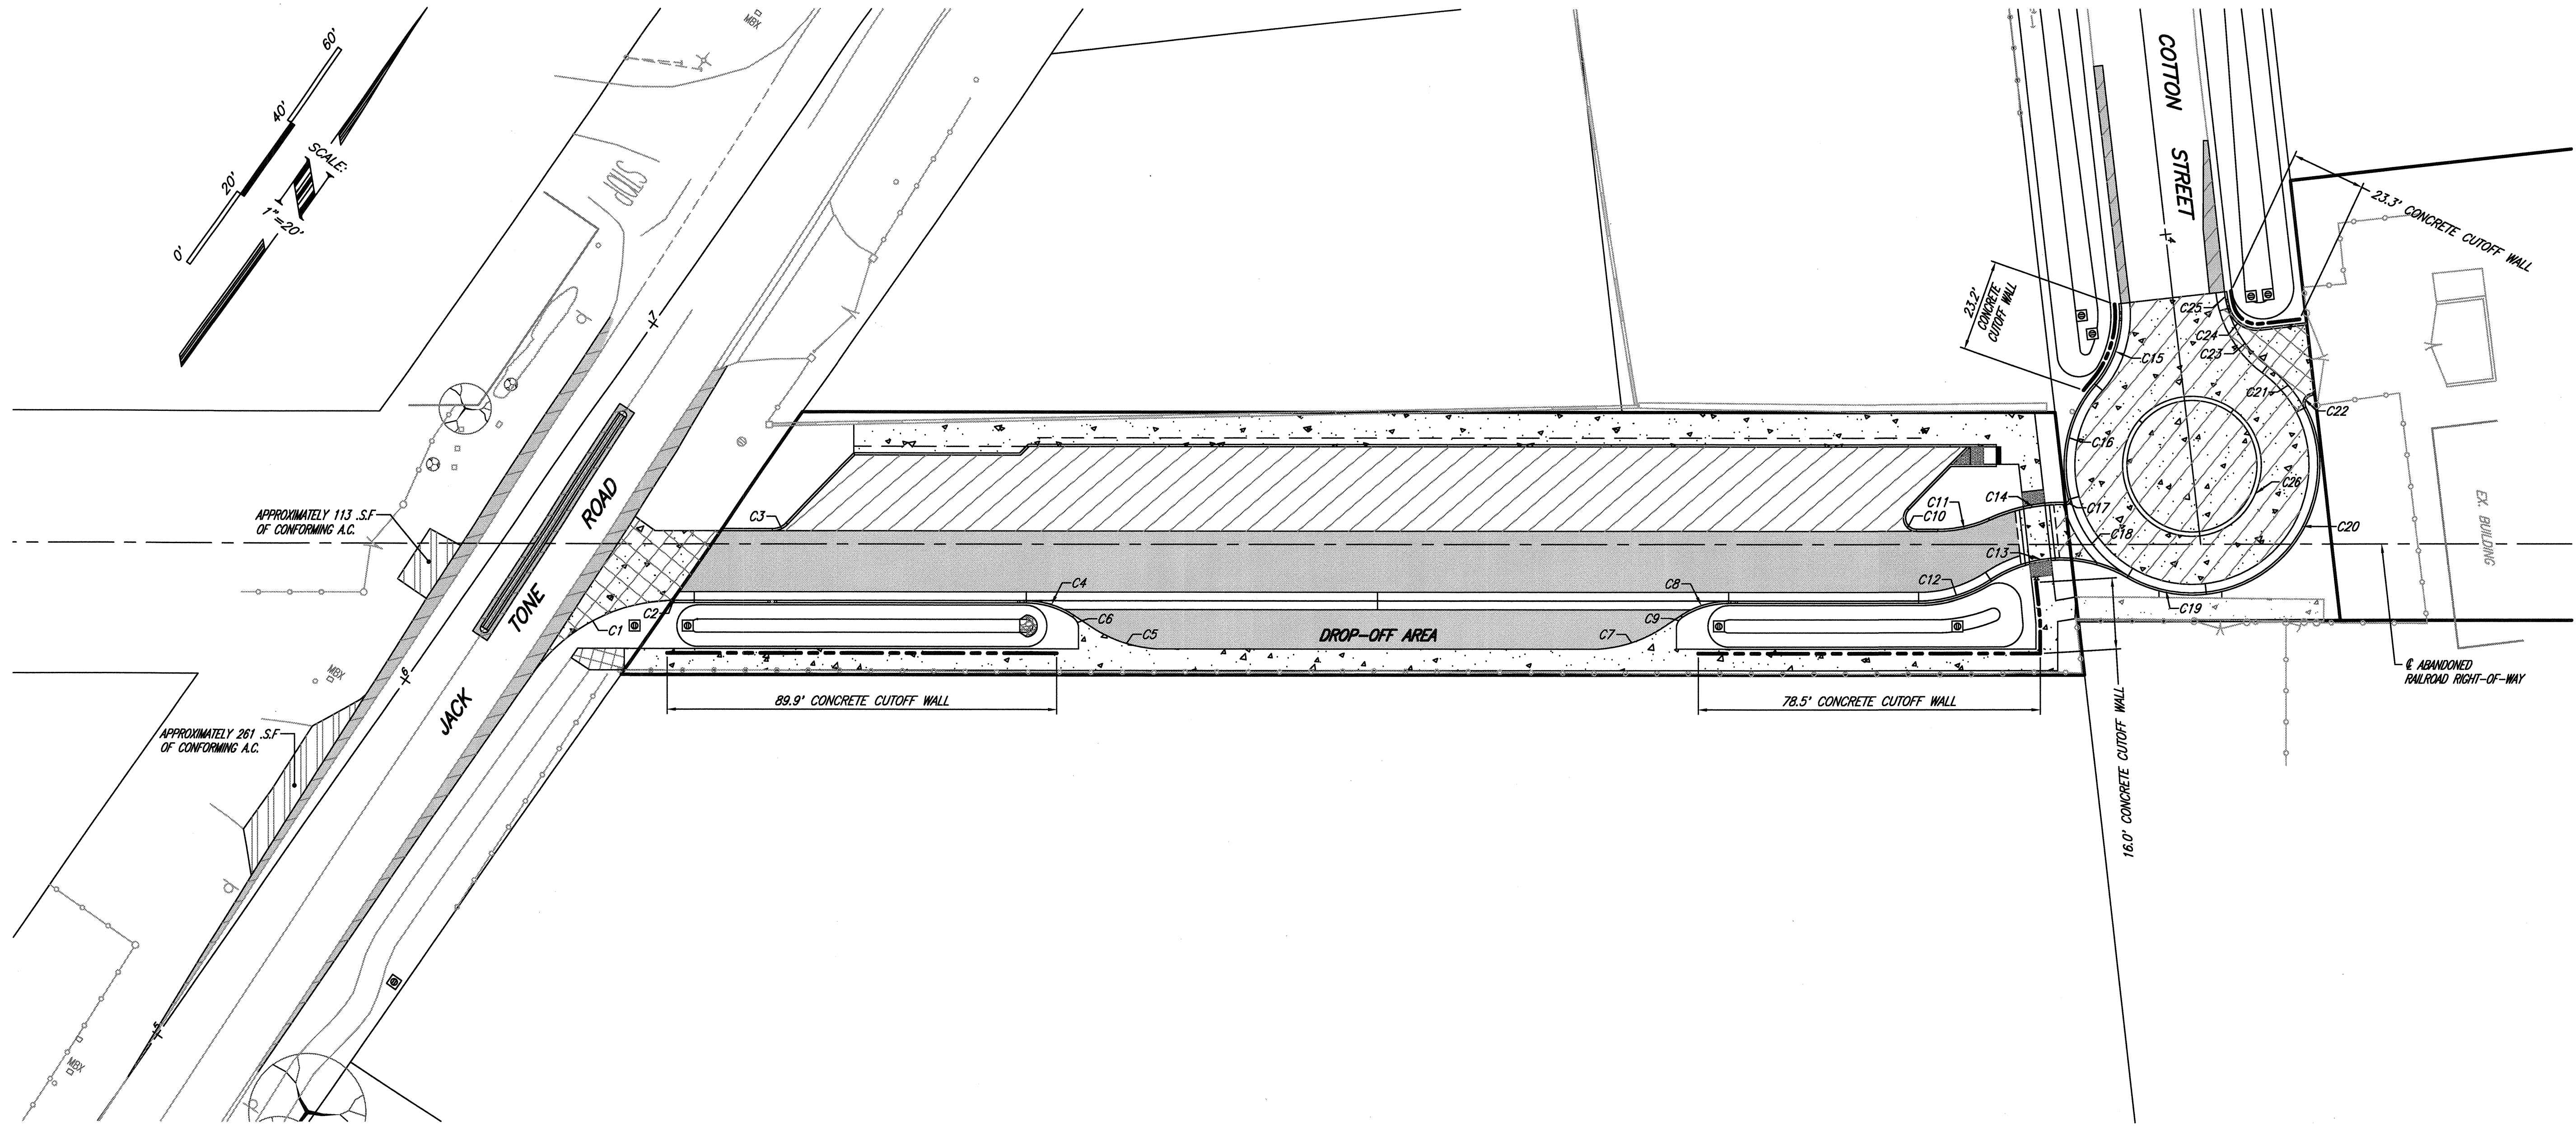 MBX
60'
40'
20'
0'
SCALE:
1"=20'
STOP
COTTON STREET
4
23.3' CONCRETE CUTOFF WALL
23.2'
CONCRETE
CUTOFF WALL
C25
C24
C23
C15
C21
C22
C16
C26
C17
C18
C20
C19
7
APPROXIMATELY 113 .S.F
OF CONFORMING A.C.
C3
C11
C10
C14
C13
C12
EX. BUILDING
JACK TONE ROAD
C4
C8
C2
C1
C6
C5
C7
C9
DROP-OFF AREA
6
MBX
℄ ABANDONED
RAILROAD RIGHT-OF-WAY
89.9' CONCRETE CUTOFF WALL
78.5' CONCRETE CUTOFF WALL
16.0' CONCRETE CUTOFF WALL
APPROXIMATELY 261 .S.F
OF CONFORMING A.C.
5
MBX